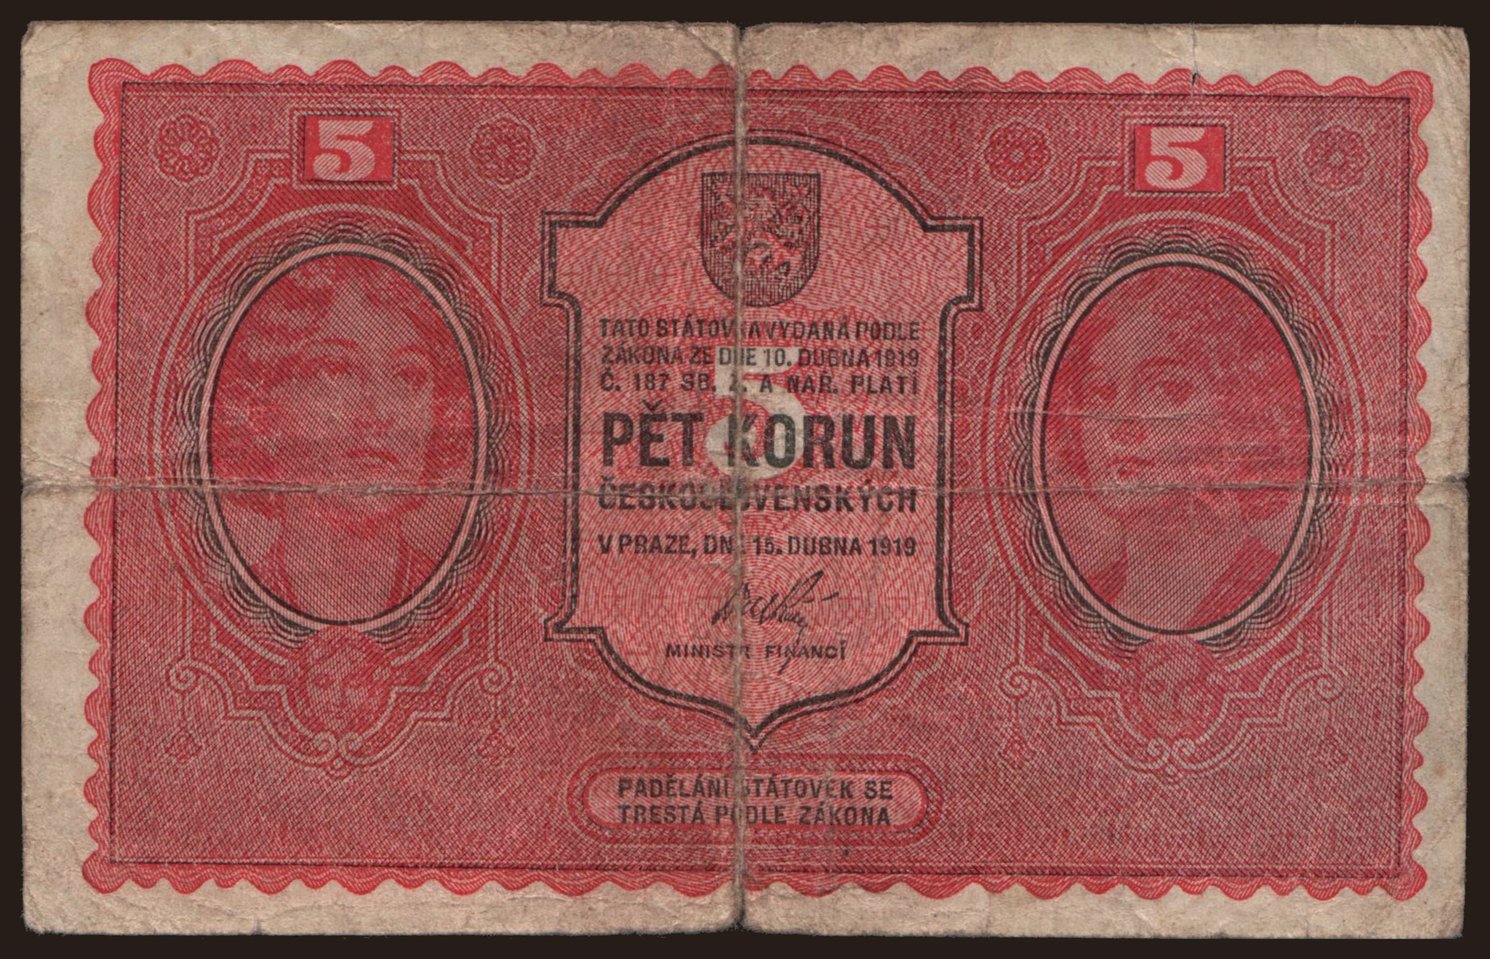 5
5
TATO STÁTOVKA VYDANÁ PODLE
ZÁKONA ZE DNE 10. DUBNA 1919
Č. 187 SB. Z. A NAŘ. PLATÍ
5
PĚT KORUN
ČESKOSLOVENSKÝCH
V PRAZE, DNE 15. DUBNA 1919
MINISTR FINANCÍ
PADĚLÁNÍ STÁTOVEK SE
TRESTÁ PODLE ZÁKONA